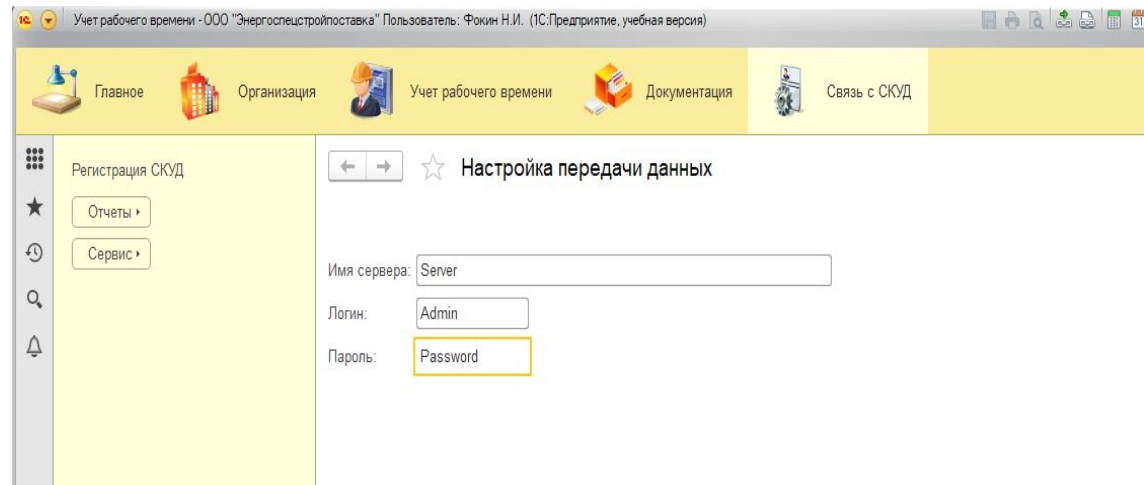 Учет рабочего времени - ООО "Энергоспецстройпоставка" Пользователь: Фокин Н.И. (1С:Предприятие, учебная версия)
Главное Организация Учет рабочего времени Документация Связь с СКУД
Регистрация СКУД
Настройка передачи данных
Отчеты
Сервис
Имя сервера: Server
Логин: Admin
Пароль: Password